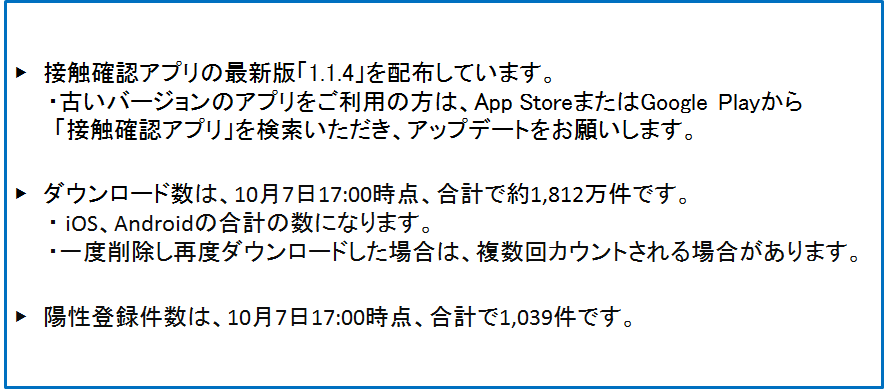 ▶ 接触確認アプリの最新版「1.1.4」を配布しています。
・古いバージョンのアプリをご利用の方は、App StoreまたはGoogle Playから
「接触確認アプリ」を検索いただき、アップデートをお願いします。
▶ ダウンロード数は、10月7日17:00時点、合計で約1,812万件です。
・ iOS、Androidの合計の数になります。
・一度削除し再度ダウンロードした場合は、複数回カウントされる場合があります。
▶ 陽性登録件数は、10月7日17:00時点、合計で1,039件です。